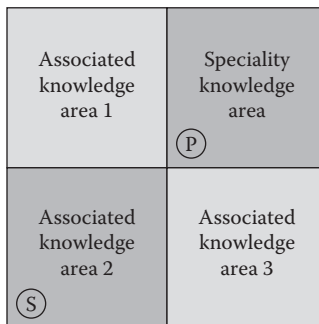 Associated
knowledge
area 1
Speciality
knowledge
area
P
Associated
knowledge
area 2
S
Associated
knowledge
area 3